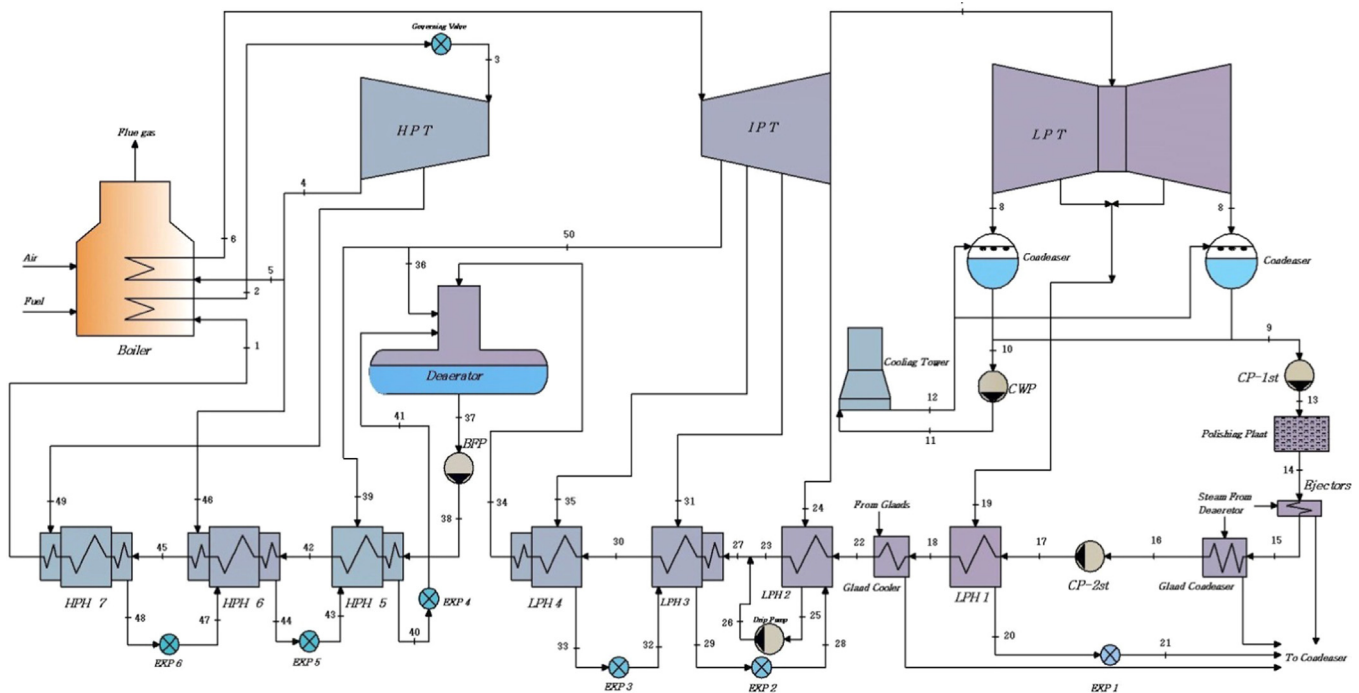 Governing Valve
3
HPT
IPT
LPT
Flue gas
4
6
5
2
1
Air
Fuel
Boiler
50
36
8
8
Coadeaser
Coadeaser
Deaerator
Cooling Tower
10
9
CWP
CP-1st
12
11
13
Polishing Plaat
14
Ejectors
Steam From
Deaeretor
41
37
BFP
38
49
46
39
34
35
31
24
From Glands
19
45
42
30
27
23
22
18
17
16
15
HPH 7
HPH 6
HPH 5
EXP 4
LPH 4
LPH 3
LPH 2
Glaad Cooler
LPH 1
CP-2st
Glaad Coadeaser
48
47
44
43
40
33
32
29
26
Drip Pump
25
28
20
21
To Coadeaser
EXP 6
EXP 5
EXP 3
EXP 2
EXP 1